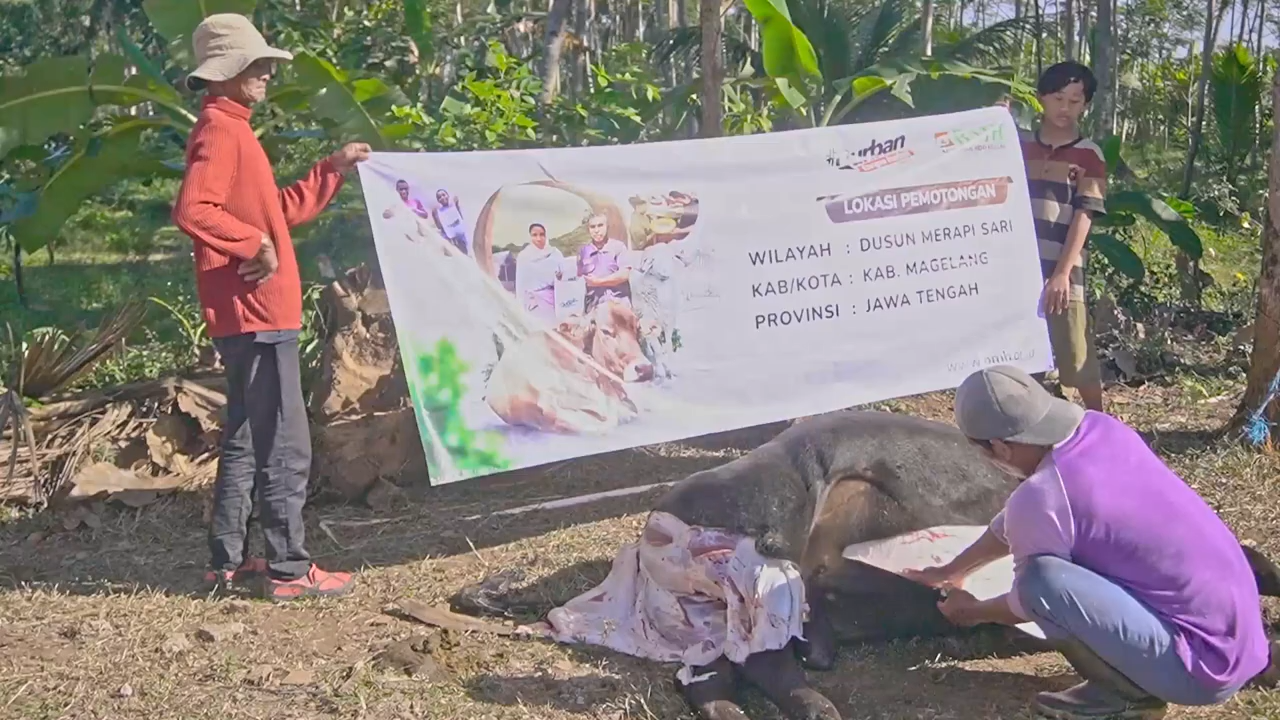 #Qurban
LOKASI PEMOTONGAN
WILAYAH : DUSUN MERAPI SARI
KAB/KOTA : KAB. MAGELANG
PROVINSI : JAWA TENGAH